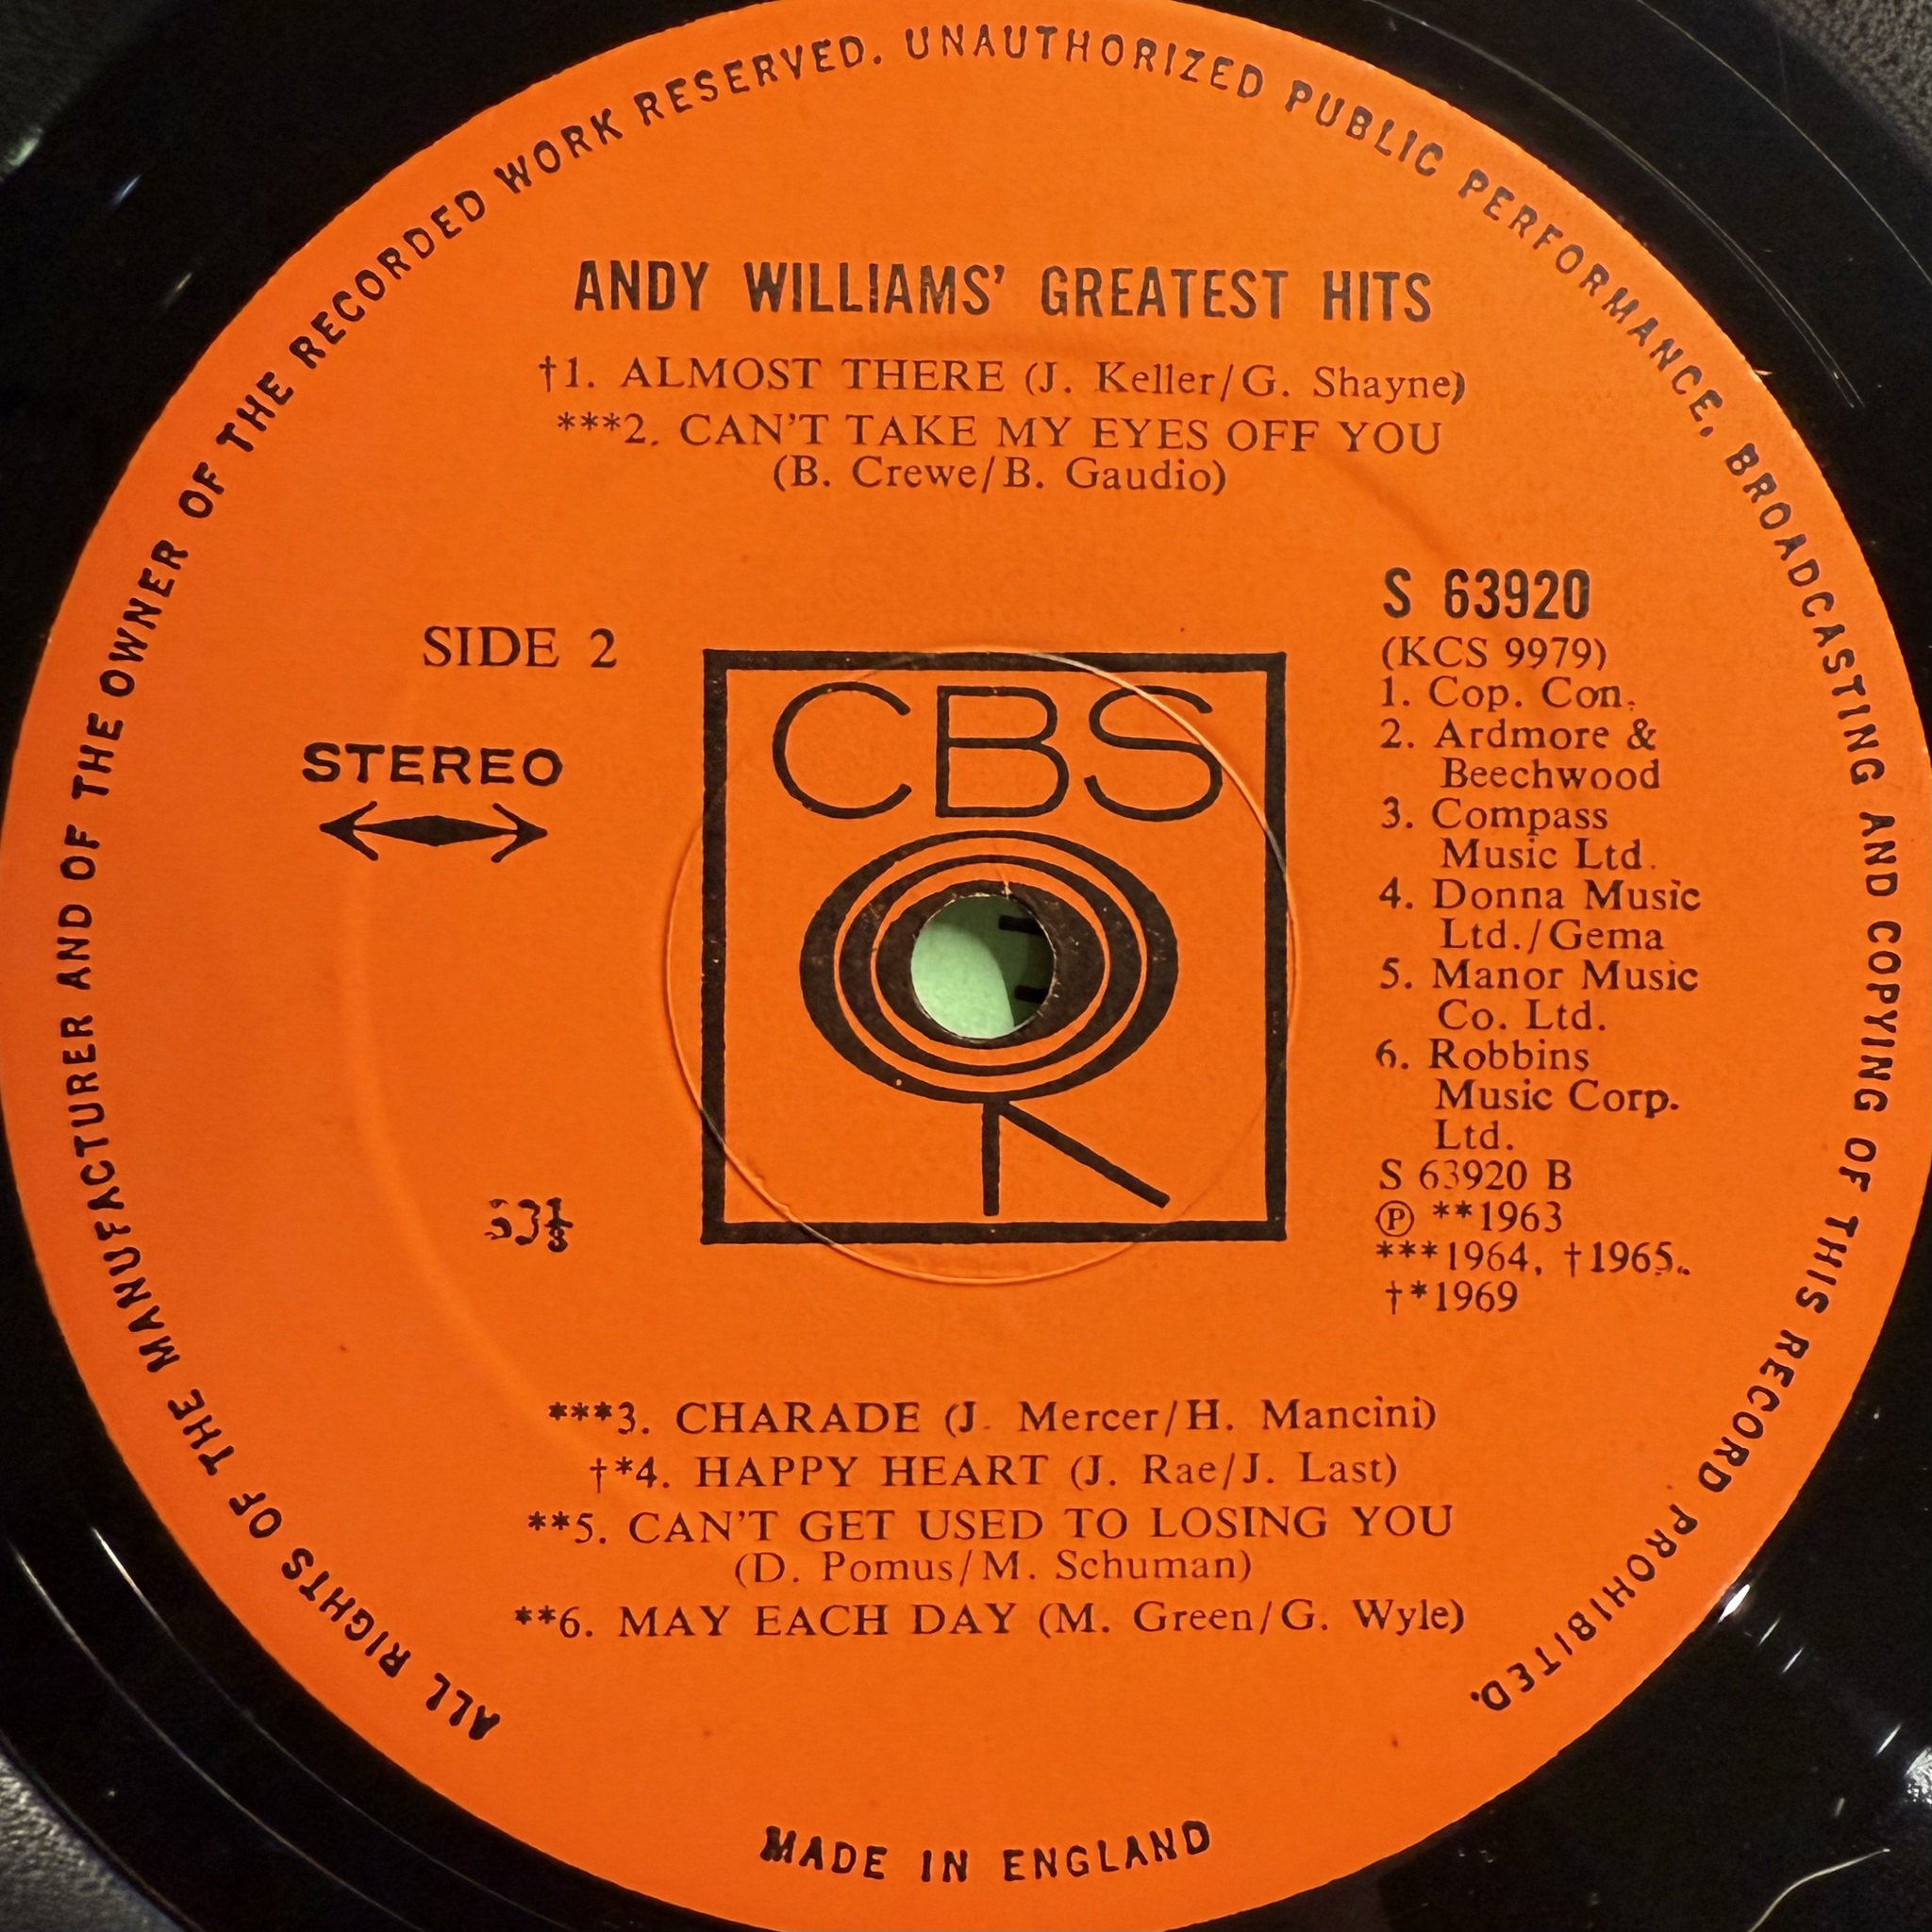 ALL RIGHTS OF THE MANUFACTURER AND OF THE OWNER OF THE RECORDED WORK RESERVED. UNAUTHORIZED PUBLIC PERFORMANCE, BROADCASTING AND COPYING OF THIS RECORD PROHIBITED.
ANDY WILLIAMS' GREATEST HITS
†1. ALMOST THERE (J. Keller/G. Shayne)
***2. CAN'T TAKE MY EYES OFF YOU
(B. Crewe/B. Gaudio)
SIDE 2
STEREO
33⅓
CBS
S 63920
(KCS 9979)
1. Cop. Con.
2. Ardmore &
Beechwood
3. Compass
Music Ltd.
4. Donna Music
Ltd./Gema
5. Manor Music
Co. Ltd.
6. Robbins
Music Corp.
Ltd.
S 63920 B
Ⓟ **1963
***1964, †1965,
†*1969
***3. CHARADE (J. Mercer/H. Mancini)
†*4. HAPPY HEART (J. Rae/J. Last)
**5. CAN'T GET USED TO LOSING YOU
(D. Pomus/M. Schuman)
**6. MAY EACH DAY (M. Green/G. Wyle)
MADE IN ENGLAND